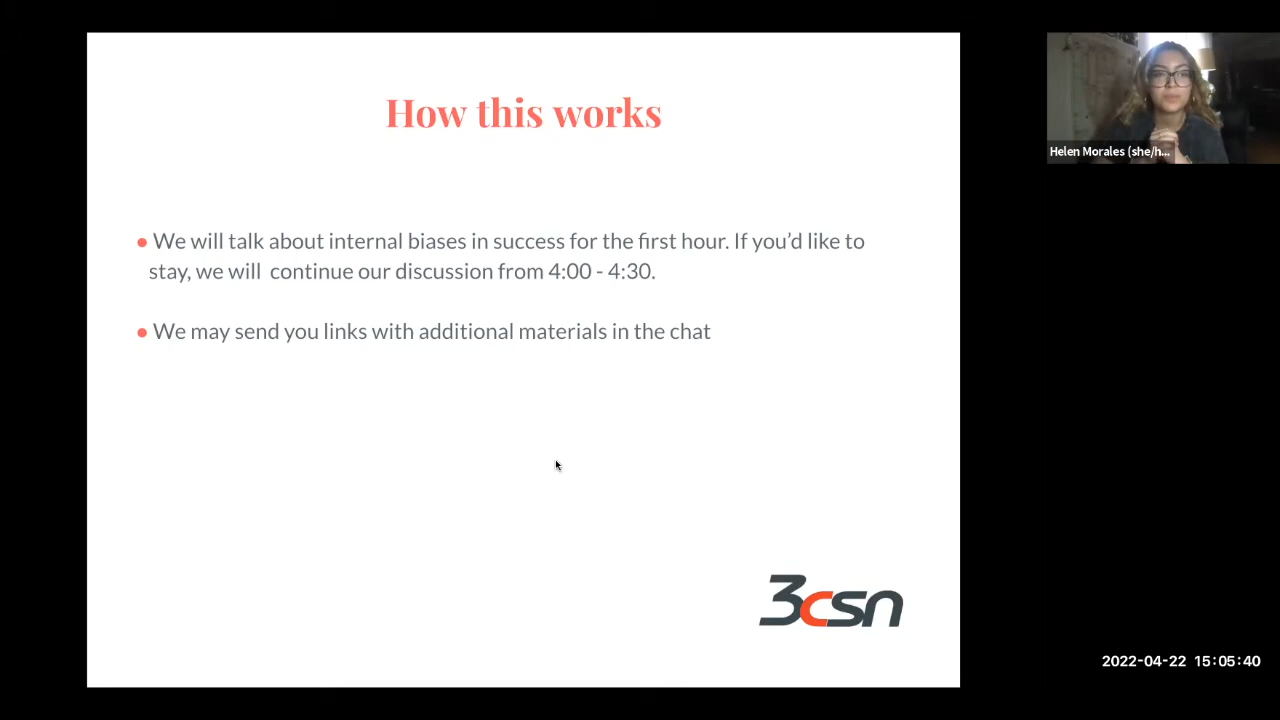 How this works
● We will talk about internal biases in success for the first hour. If you’d like to
stay, we will  continue our discussion from 4:00 - 4:30.
● We may send you links with additional materials in the chat
3csn
Helen Morales (she/h...
2022-04-22 15:05:40